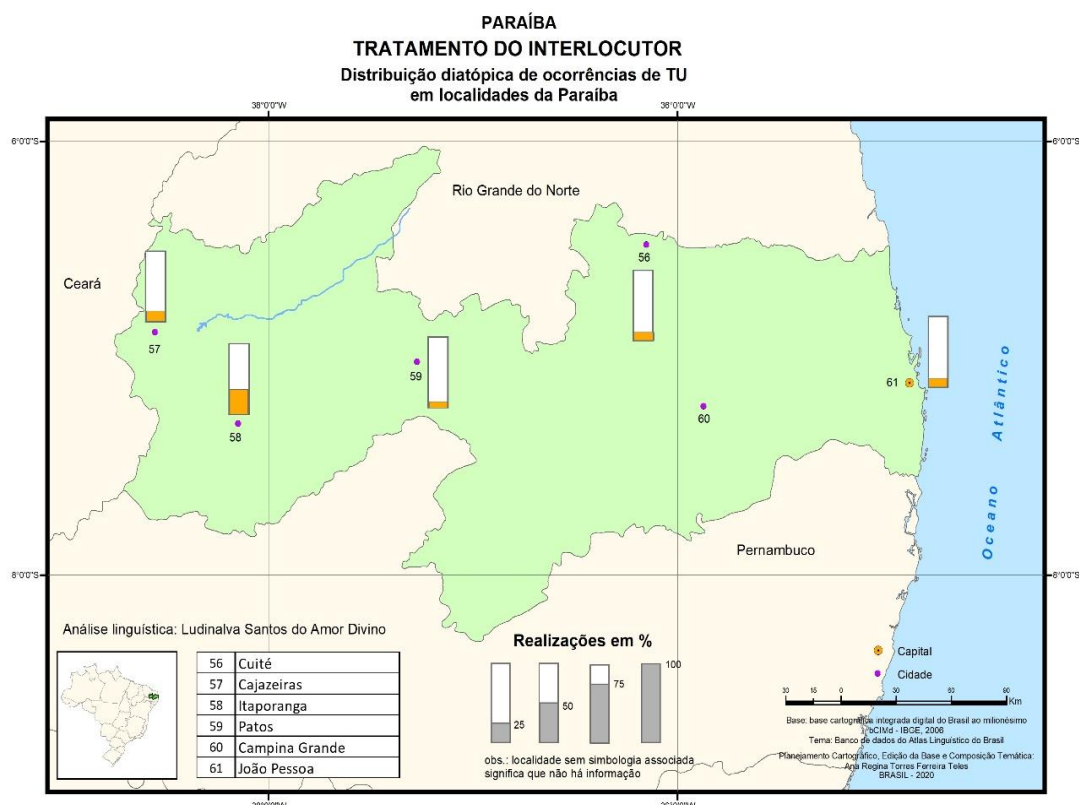 PARAÍBA
TRATAMENTO DO INTERLOCUTOR
Distribuição diatópica de ocorrências de TU
em localidades da Paraíba
38°0'0"W 38°0'0"W
6°0'0"S 6°0'0"S
Rio Grande do Norte
Ceará
56
57
58
59
60
61
Oceano Atlântico
Pernambuco
8°0'0"S 8°0'0"S
Análise linguística: Ludinalva Santos do Amor Divino
56 Cuité
57 Cajazeiras
58 Itaporanga
59 Patos
60 Campina Grande
61 João Pessoa
Realizações em %
25 50 75 100
obs.: localidade sem simbologia associada
significa que não há informação
Capital
Cidade
30 15 0 30 60
Km
Base: base cartográfica integrada digital do Brasil ao milionésimo
bCIMd - IBGE, 2006
Tema: Banco de dados do Atlas Linguístico do Brasil
Planejamento Cartográfico, Edição da Base e Composição Temática:
Ana Regina Torres Ferreira Teles
BRASIL - 2020